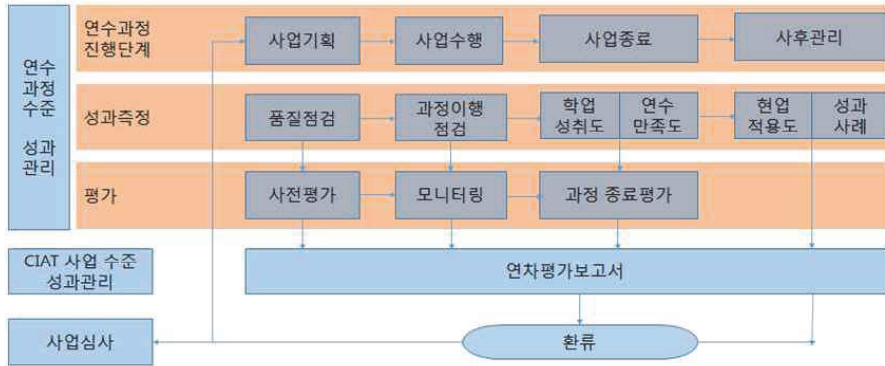 연수
과정
수준
성과
관리
연수과정
진행단계
사업기획
사업수행
사업종료
사후관리
성과측정
품질점검
과정이행
점검
학업
성취도
연수
만족도
현업
적용도
성과
사례
평가
사전평가
모니터링
과정 종료평가
CIAT 사업 수준
성과관리
연차평가보고서
사업심사
환류